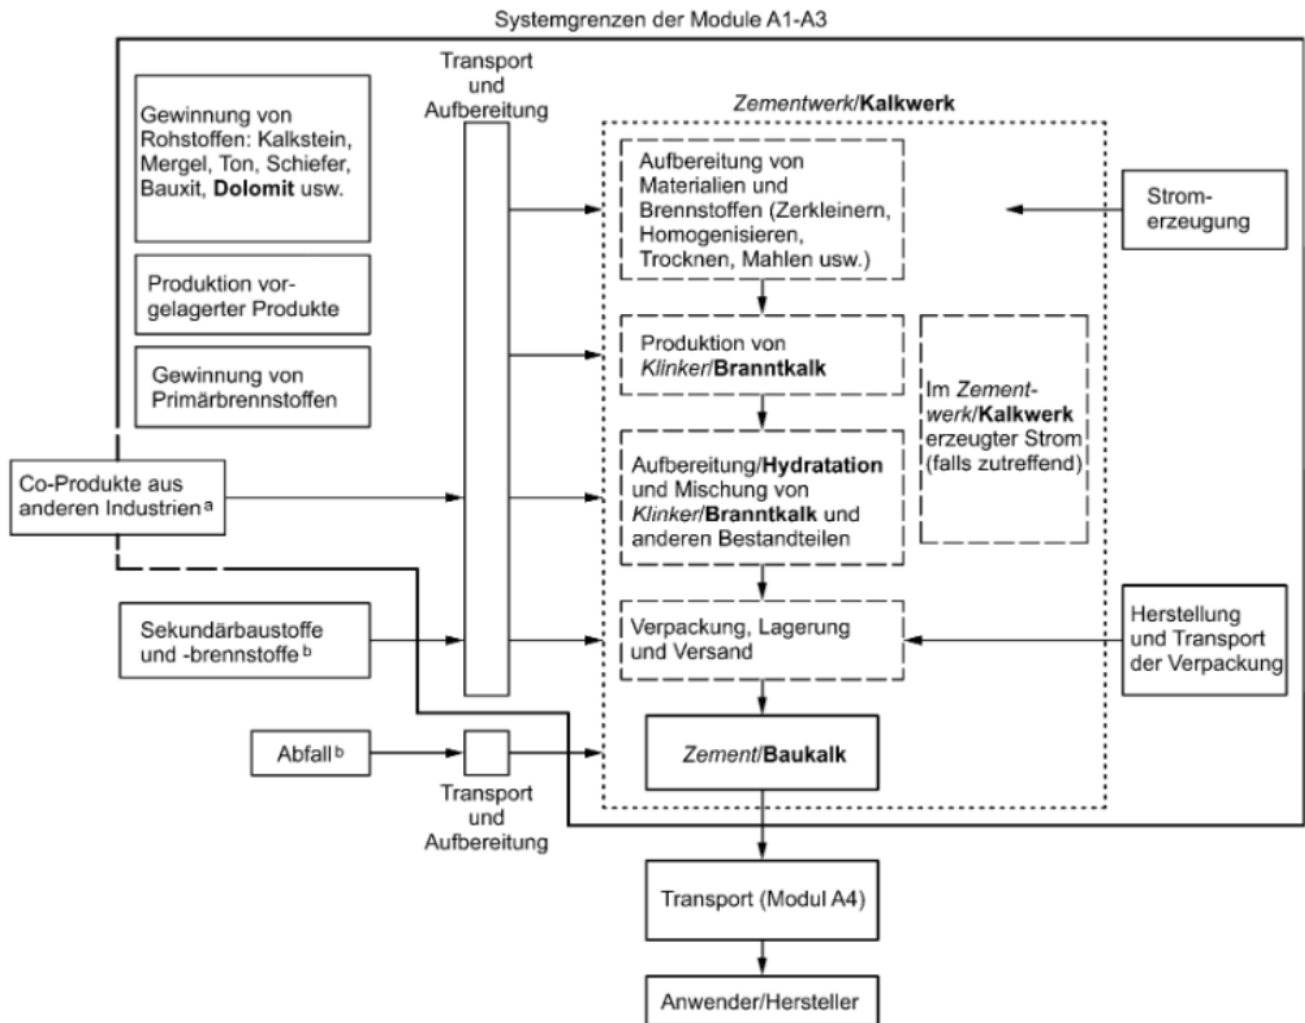 Systemgrenzen der Module A1-A3
Transport
und
Aufbereitung
Gewinnung von
Rohstoffen: Kalkstein,
Mergel, Ton, Schiefer,
Bauxit, Dolomit usw.
Produktion vor-
gelagerter Produkte
Gewinnung von
Primärbrennstoffen
Co-Produkte aus
anderen Industrien a
Sekundärbaustoffe
und -brennstoffe b
Abfall b
Transport
und
Aufbereitung
Zementwerk/Kalkwerk
Aufbereitung von
Materialien und
Brennstoffen (Zerkleinern,
Homogenisieren,
Trocknen, Mahlen usw.)
Produktion von
Klinker/Branntkalk
Aufbereitung/Hydratation
und Mischung von
Klinker/Branntkalk und
anderen Bestandteilen
Verpackung, Lagerung
und Versand
Zement/Baukalk
Im Zement-
werk/Kalkwerk
erzeugter Strom
(falls zutreffend)
Strom-
erzeugung
Herstellung
und Transport
der Verpackung
Transport (Modul A4)
Anwender/Hersteller